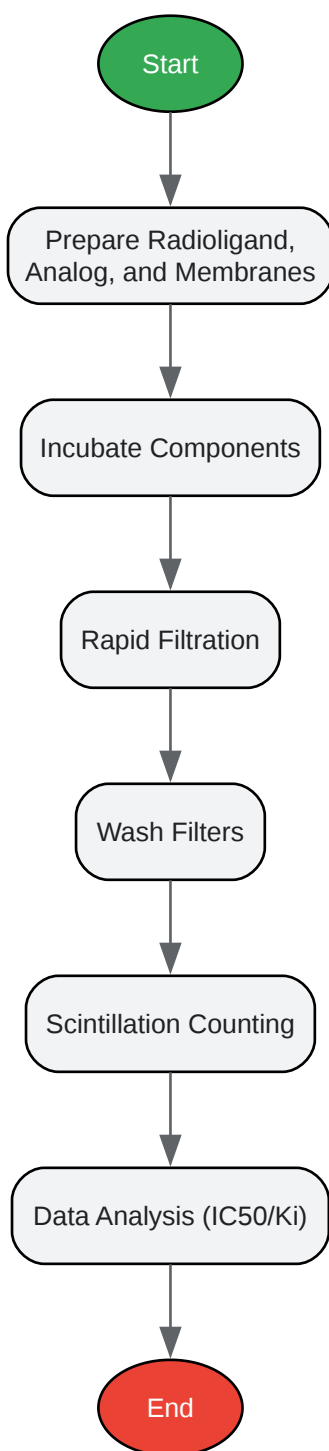 Start
Prepare Radioligand,
Analog, and Membranes
Incubate Components
Rapid Filtration
Wash Filters
Scintillation Counting
Data Analysis (IC50/Ki)
End